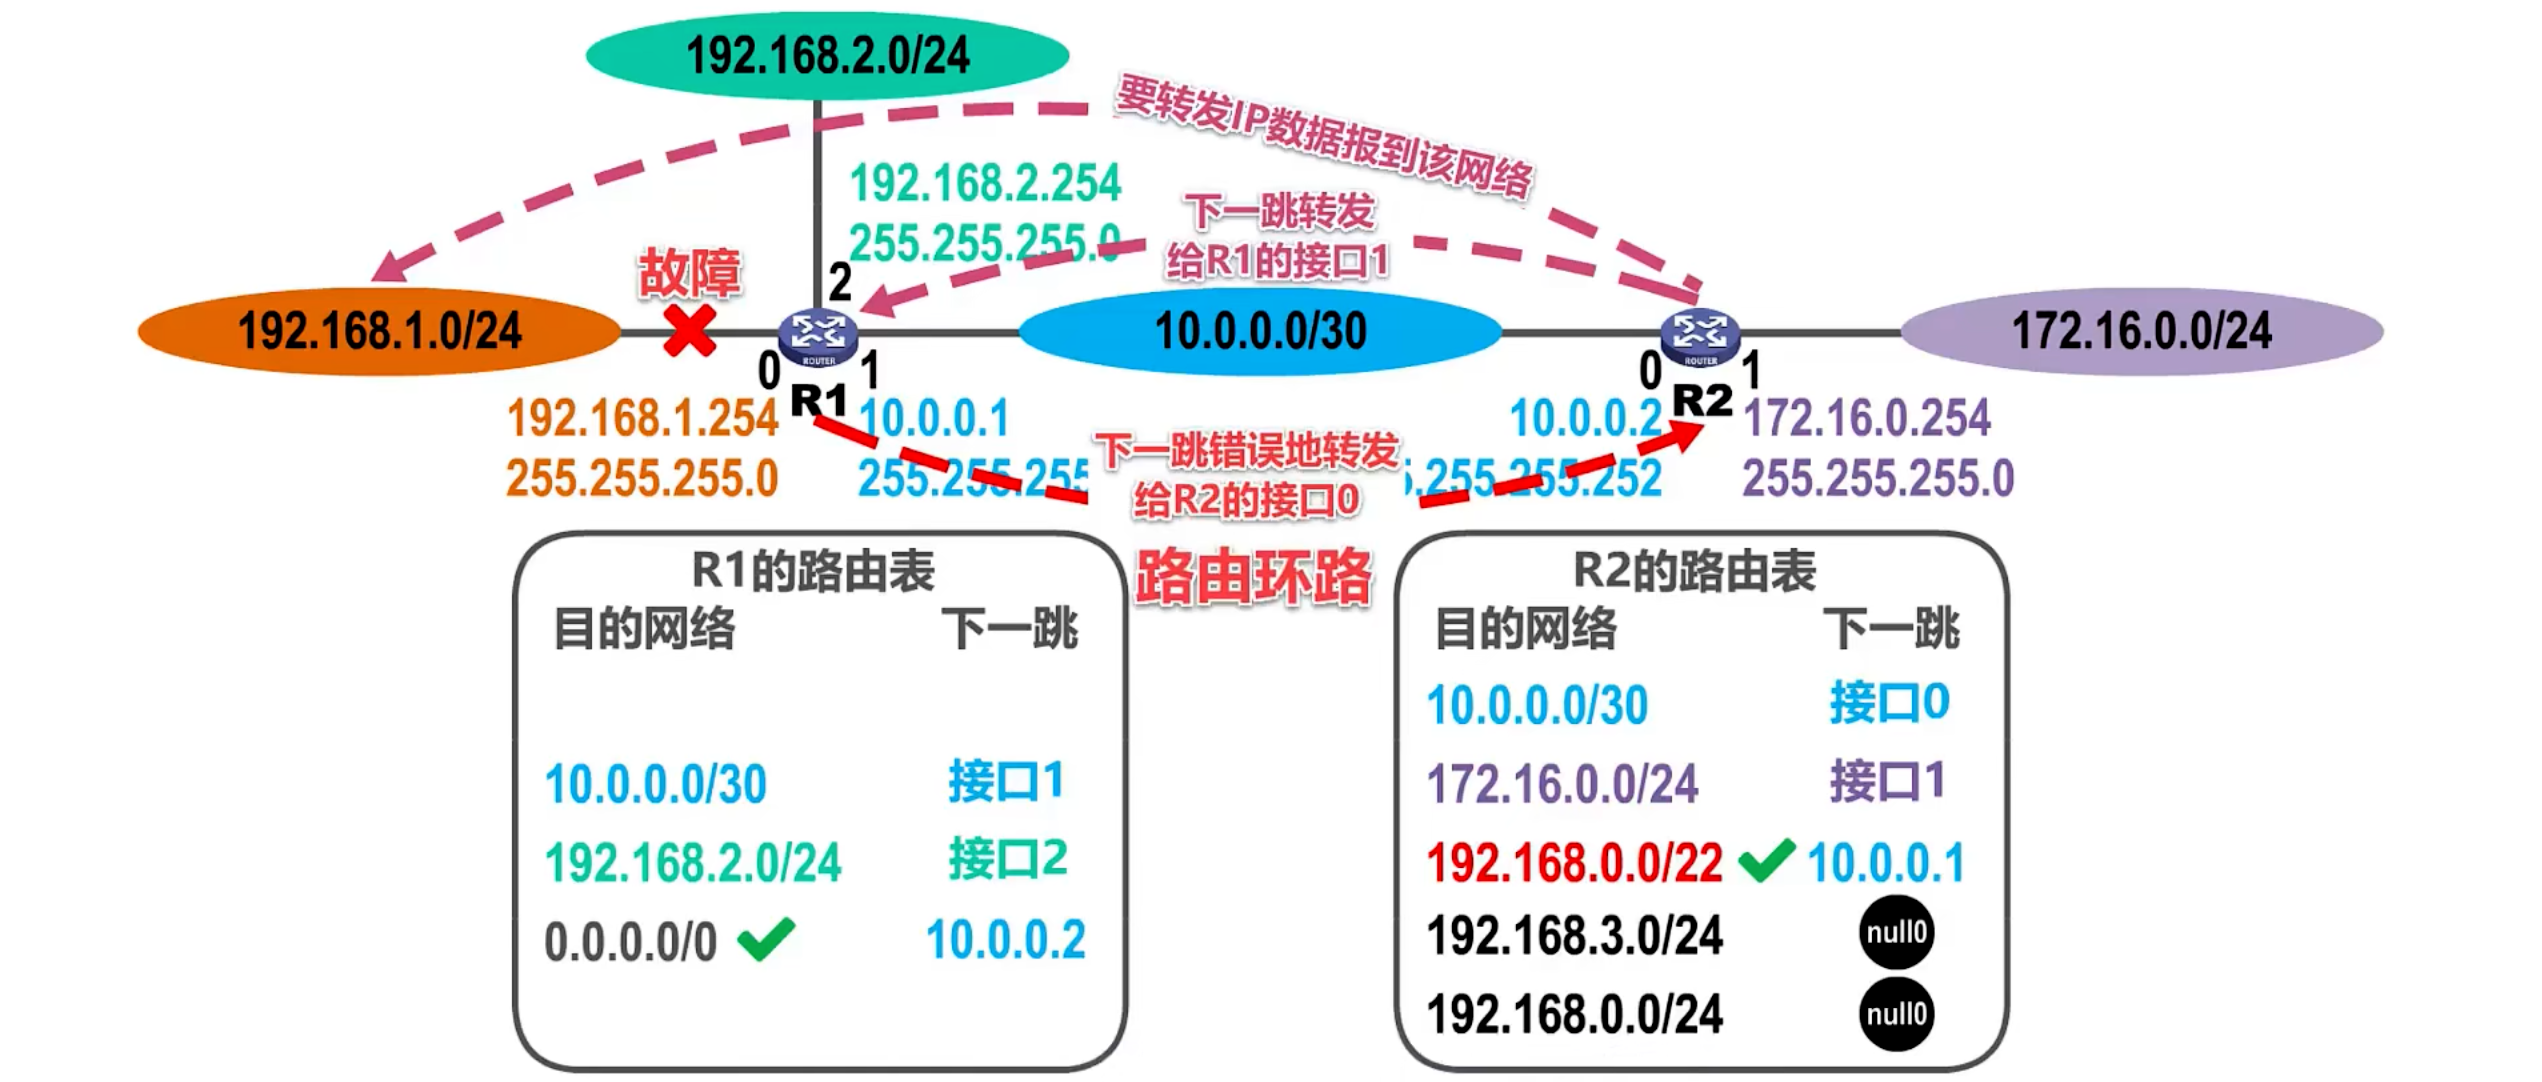 192.168.2.0/24
要转发IP数据报到该网络
192.168.2.254
255.255.255.0
下一跳转发
给R1的接口1
故障
2
192.168.1.0/24
ROUTER
10.0.0.0/30
ROUTER
172.16.0.0/24
0
R1
1
0
R2
1
192.168.1.254
255.255.255.0
10.0.0.1
255.255.255
下一跳错误地转发
给R2的接口0
10.0.0.2
.255.255.252
172.16.0.254
255.255.255.0
路由环路
R1的路由表
目的网络 下一跳
10.0.0.0/30 接口1
192.168.2.0/24 接口2
0.0.0.0/0 10.0.0.2
R2的路由表
目的网络 下一跳
10.0.0.0/30 接口0
172.16.0.0/24 接口1
192.168.0.0/22 10.0.0.1
192.168.3.0/24 null0
192.168.0.0/24 null0